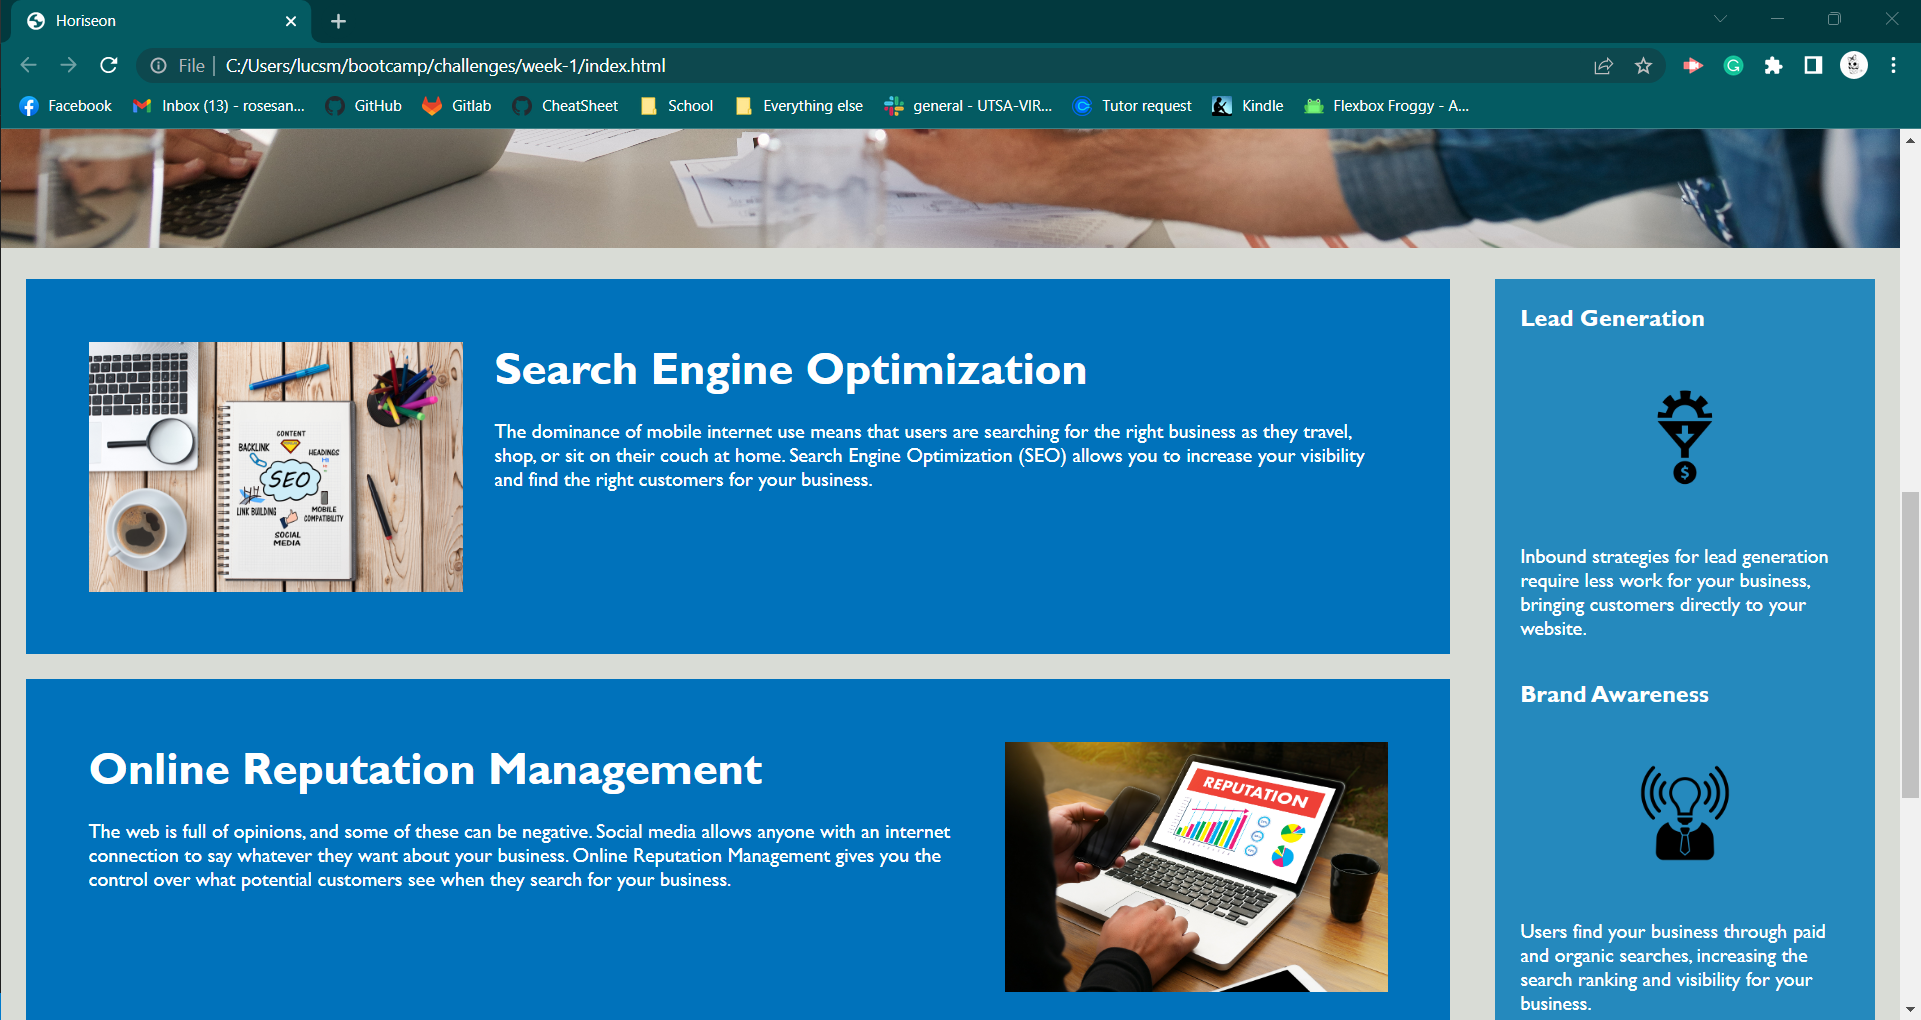 Horiseon
File
C:/Users/lucsm/bootcamp/challenges/week-1/index.html
Facebook
Inbox (13) - rosesan...
GitHub
Gitlab
CheatSheet
School
Everything else
general - UTSA-VIR...
Tutor request
Kindle
Flexbox Froggy - A...
CONTENT
BACKLINK
HEADINGS
H1
SEO
LINK BUILDING
MOBILE
COMPATIBILITY
SOCIAL
MEDIA
Search Engine Optimization
The dominance of mobile internet use means that users are searching for the right business as they travel,
shop, or sit on their couch at home. Search Engine Optimization (SEO) allows you to increase your visibility
and find the right customers for your business.
Online Reputation Management
The web is full of opinions, and some of these can be negative. Social media allows anyone with an internet
connection to say whatever they want about your business. Online Reputation Management gives you the
control over what potential customers see when they search for your business.
REPUTATION
Lead Generation
$
Inbound strategies for lead generation
require less work for your business,
bringing customers directly to your
website.
Brand Awareness
Users find your business through paid
and organic searches, increasing the
search ranking and visibility for your
business.